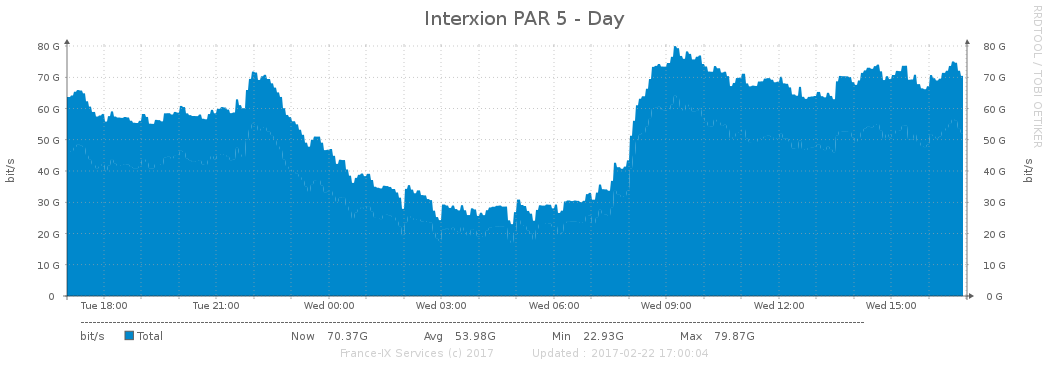 Interxion PAR 5 - Day
RRDTOOL / TOBI OETIKER
bit/s
80 G 80 G
70 G 70 G
60 G 60 G
50 G 50 G
40 G 40 G
30 G 30 G
20 G 20 G
10 G 10 G
0 0 G
bit/s
Tue 18:00 Tue 21:00 Wed 00:00 Wed 03:00 Wed 06:00 Wed 09:00 Wed 12:00 Wed 15:00
bit/s Total Now 70.37G Avg 53.98G Min 22.93G Max 79.87G
France-IX Services (c) 2017 Updated : 2017-02-22 17:00:04